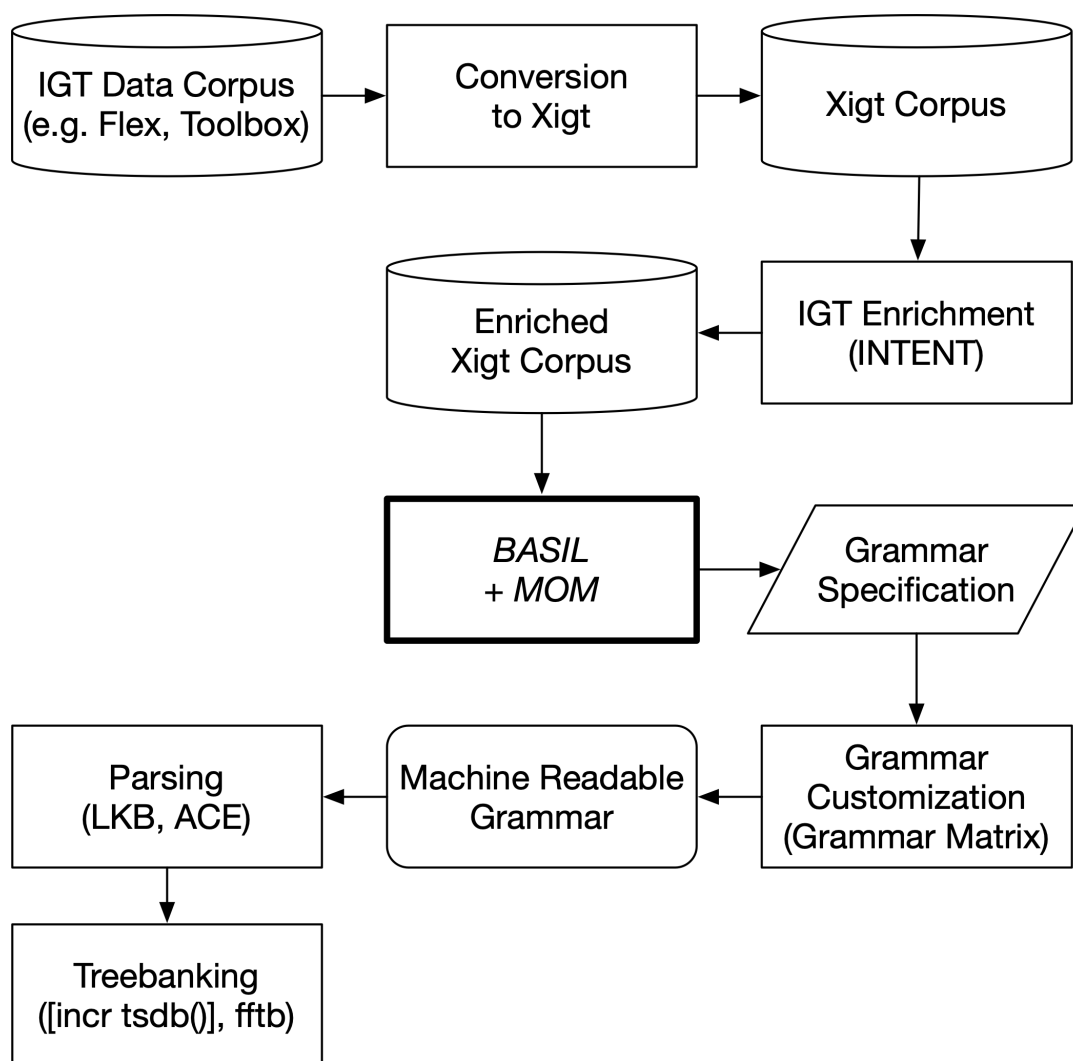 IGT Data Corpus
(e.g. Flex, Toolbox)
Conversion
to Xigt
Xigt Corpus
IGT Enrichment
(INTENT)
Enriched
Xigt Corpus
BASIL
+ MOM
Grammar
Specification
Grammar
Customization
(Grammar Matrix)
Machine Readable
Grammar
Parsing
(LKB, ACE)
Treebanking
([incr tsdb()], fftb)